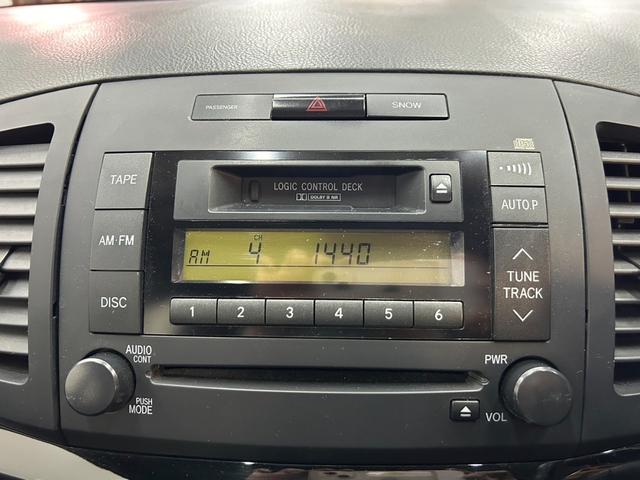 PASSENGER
SNOW
TAPE
LOGIC CONTROL DECK
DOLBY B NR
AUTO.P
AM•FM
CH
AM 4 1440
TUNE
TRACK
DISC
1 2 3 4 5 6
AUDIO
CONT
PUSH
MODE
PWR
VOL